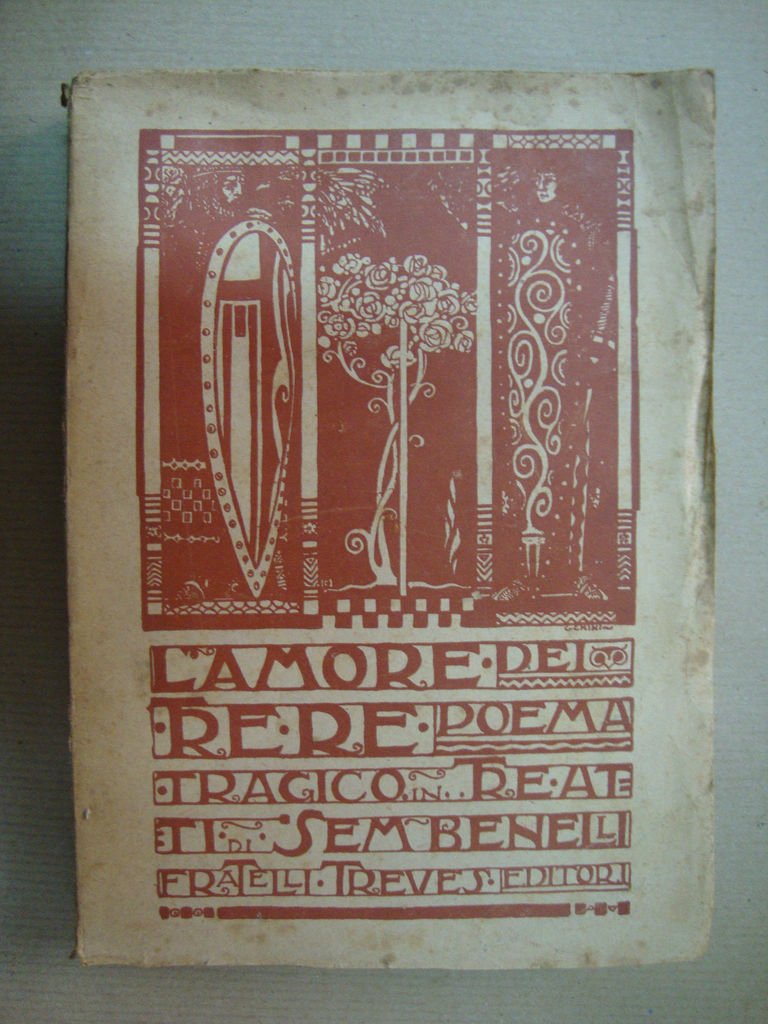 L'AMORE·DEI
TRE·RE·POEMA
TRAGICO·IN·TRE·AT=
TI·DI·SEM BENELLI
FRATELLI·TREVES·EDITORI